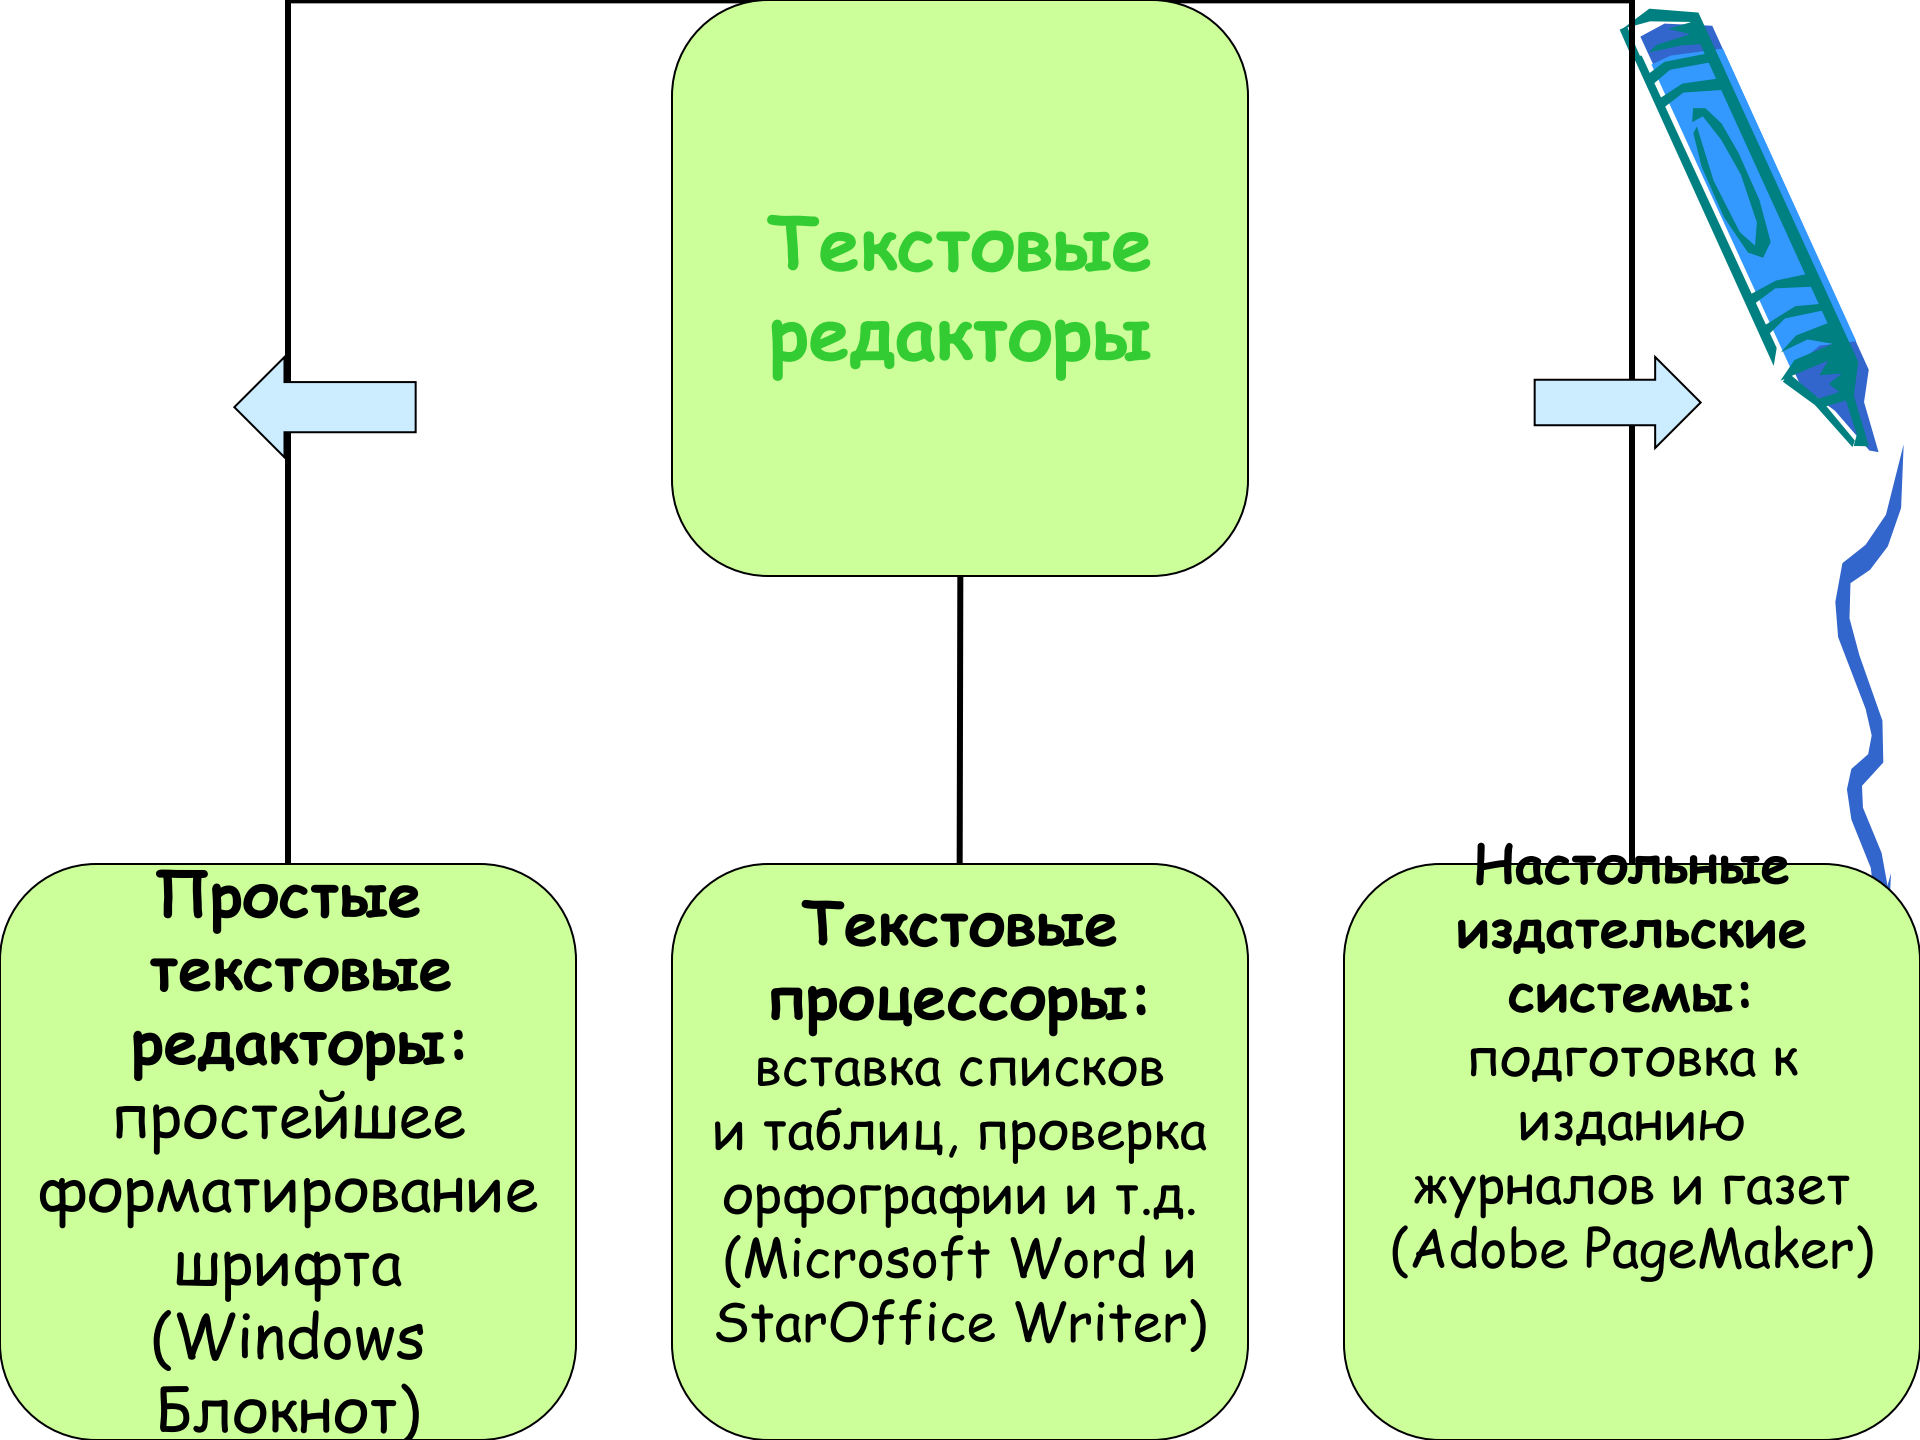 Текстовые
редакторы
Простые
текстовые
редакторы:
простейшее
форматирование
шрифта
(Windows
Блокнот)
Текстовые
процессоры:
вставка списков
и таблиц, проверка
орфографии и т.д.
(Microsoft Word и
StarOffice Writer)
Настольные
издательские
системы:
подготовка к
изданию
журналов и газет
(Adobe PageMaker)